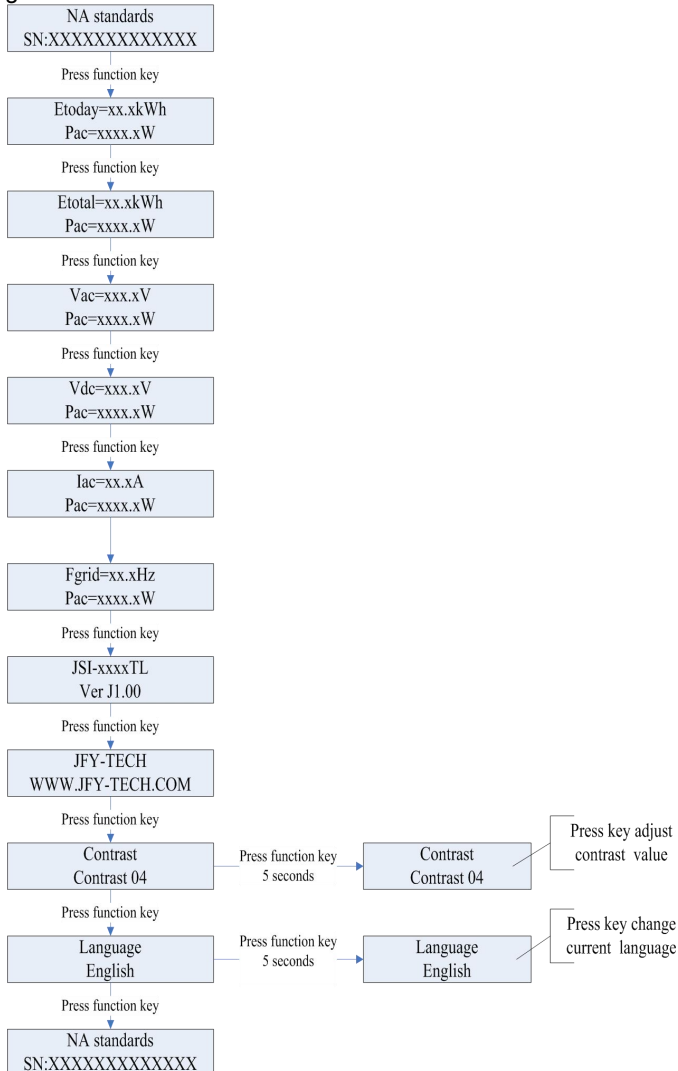 NA standards
SN:XXXXXXXXXXXXX
Press function key
Etoday=xx.xkWh
Pac=xxxx.xW
Press function key
Etotal=xx.xkWh
Pac=xxxx.xW
Press function key
Vac=xxx.xV
Pac=xxxx.xW
Press function key
Vdc=xxx.xV
Pac=xxxx.xW
Press function key
Iac=xx.xA
Pac=xxxx.xW
Fgrid=xx.xHz
Pac=xxxx.xW
Press function key
JSI-xxxxTL
Ver J1.00
Press function key
JFY-TECH
WWW.JFY-TECH.COM
Press function key
Contrast
Contrast 04
Press function key
5 seconds
Contrast
Contrast 04
Press key adjust
contrast value
Press function key
Language
English
Press function key
5 seconds
Language
English
Press key change
current language
Press function key
NA standards
SN:XXXXXXXXXXXXX